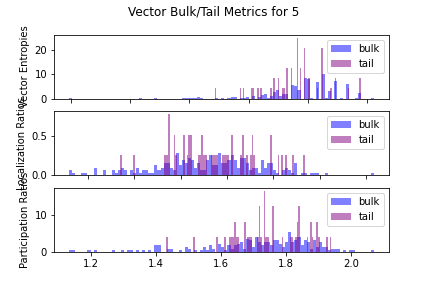 Vector Bulk/Tail Metrics for 5
Vector Entropies
20
10
0
bulk
tail
Localization Ratios
0.5
0.0
bulk
tail
Participation Ratios
10
0
bulk
tail
1.2 1.4 1.6 1.8 2.0